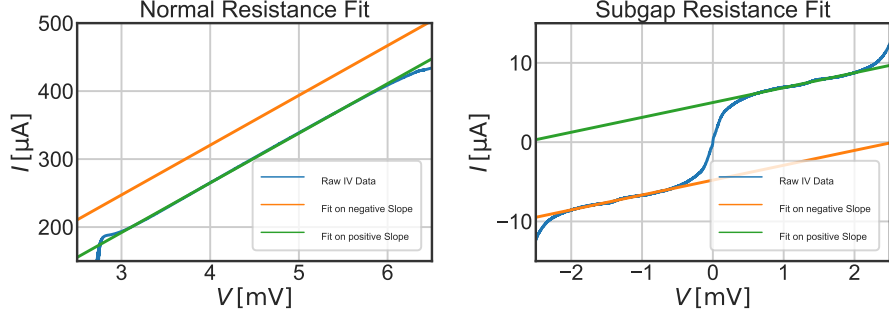 Normal Resistance Fit
500
400
300
200
I [µA]
3
4
5
6
V [mV]
Raw IV Data
Fit on negative Slope
Fit on positive Slope
Subgap Resistance Fit
10
0
−10
I [µA]
−2
−1
0
1
2
V [mV]
Raw IV Data
Fit on negative Slope
Fit on positive Slope